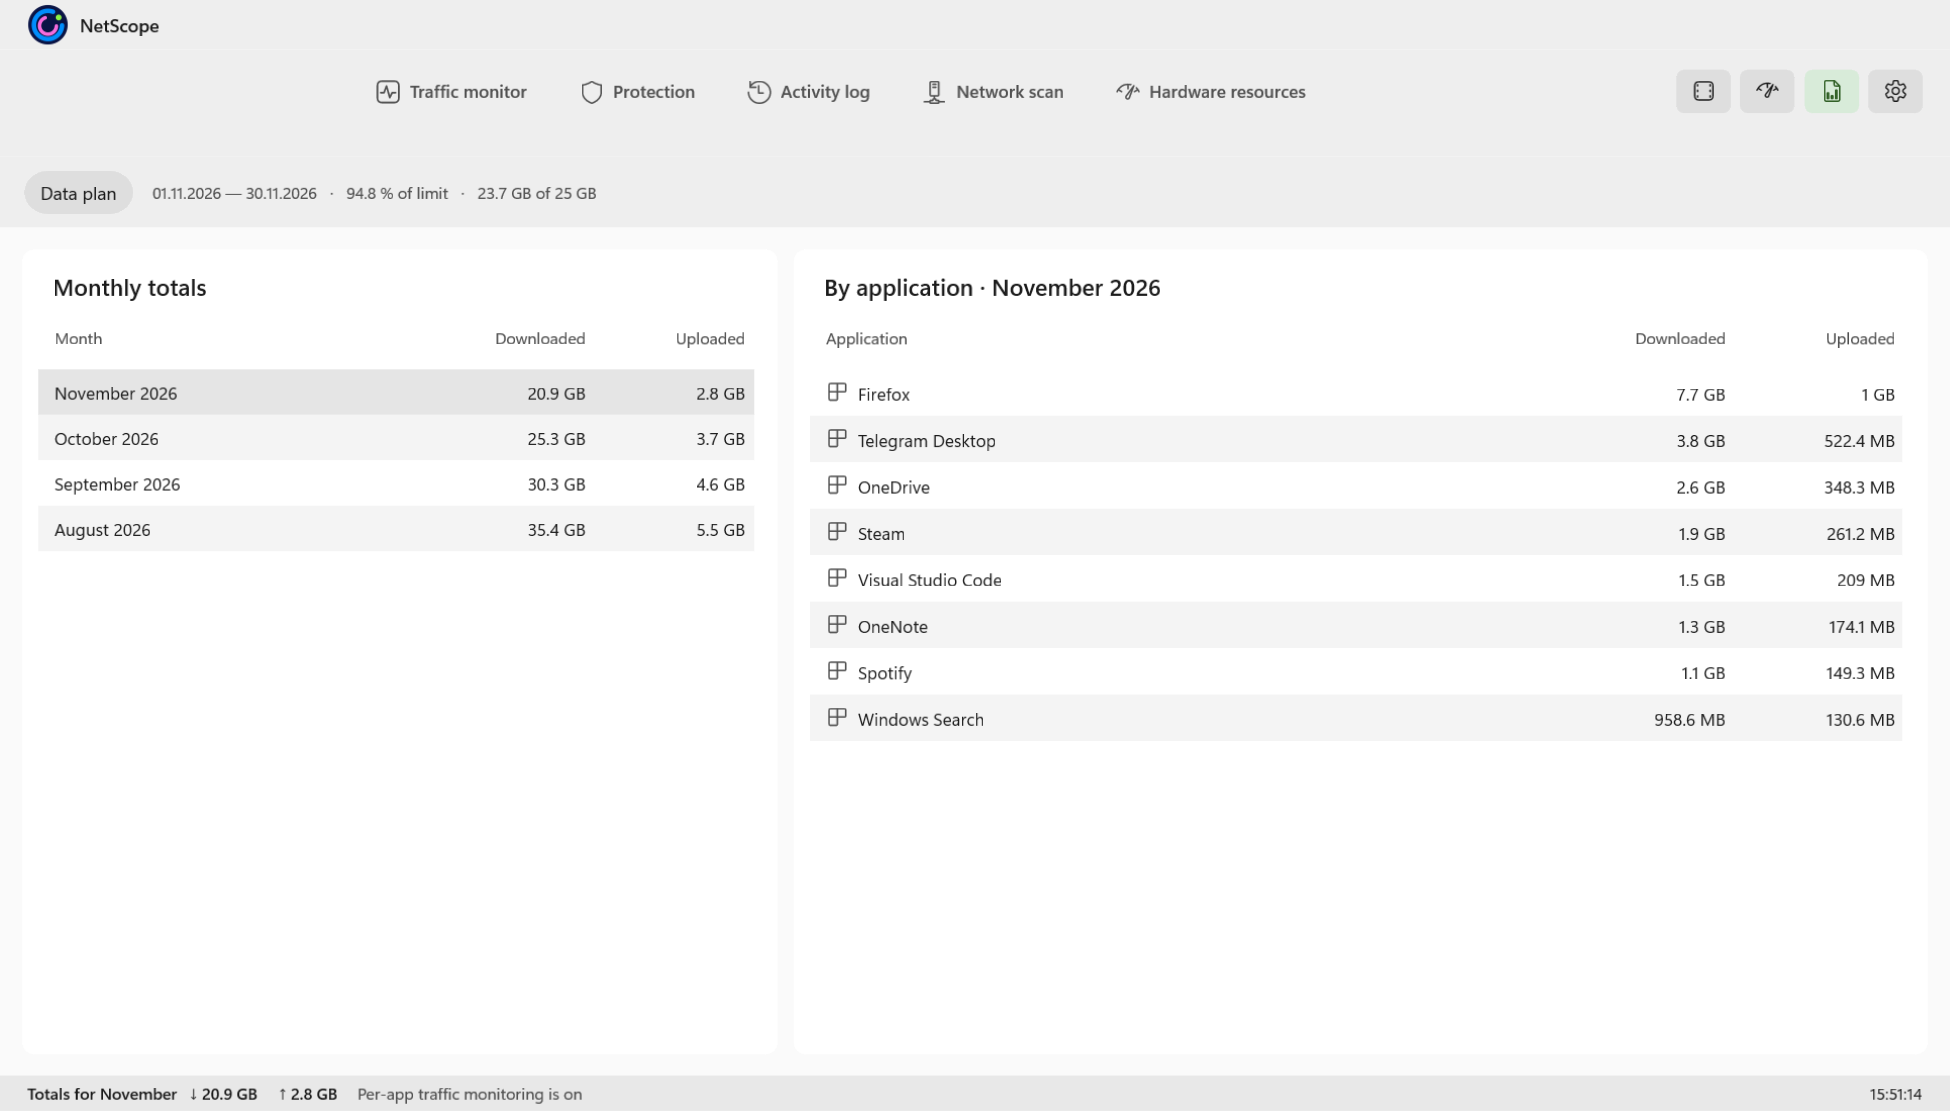 NetScope
Traffic monitor Protection Activity log Network scan Hardware resources
Data plan 01.11.2026 — 30.11.2026 · 94.8 % of limit · 23.7 GB of 25 GB
Monthly totals
Month Downloaded Uploaded
November 2026 20.9 GB 2.8 GB
October 2026 25.3 GB 3.7 GB
September 2026 30.3 GB 4.6 GB
August 2026 35.4 GB 5.5 GB
By application · November 2026
Application Downloaded Uploaded
Firefox 7.7 GB 1 GB
Telegram Desktop 3.8 GB 522.4 MB
OneDrive 2.6 GB 348.3 MB
Steam 1.9 GB 261.2 MB
Visual Studio Code 1.5 GB 209 MB
OneNote 1.3 GB 174.1 MB
Spotify 1.1 GB 149.3 MB
Windows Search 958.6 MB 130.6 MB
Totals for November ↓ 20.9 GB ↑ 2.8 GB Per-app traffic monitoring is on 15:51:14